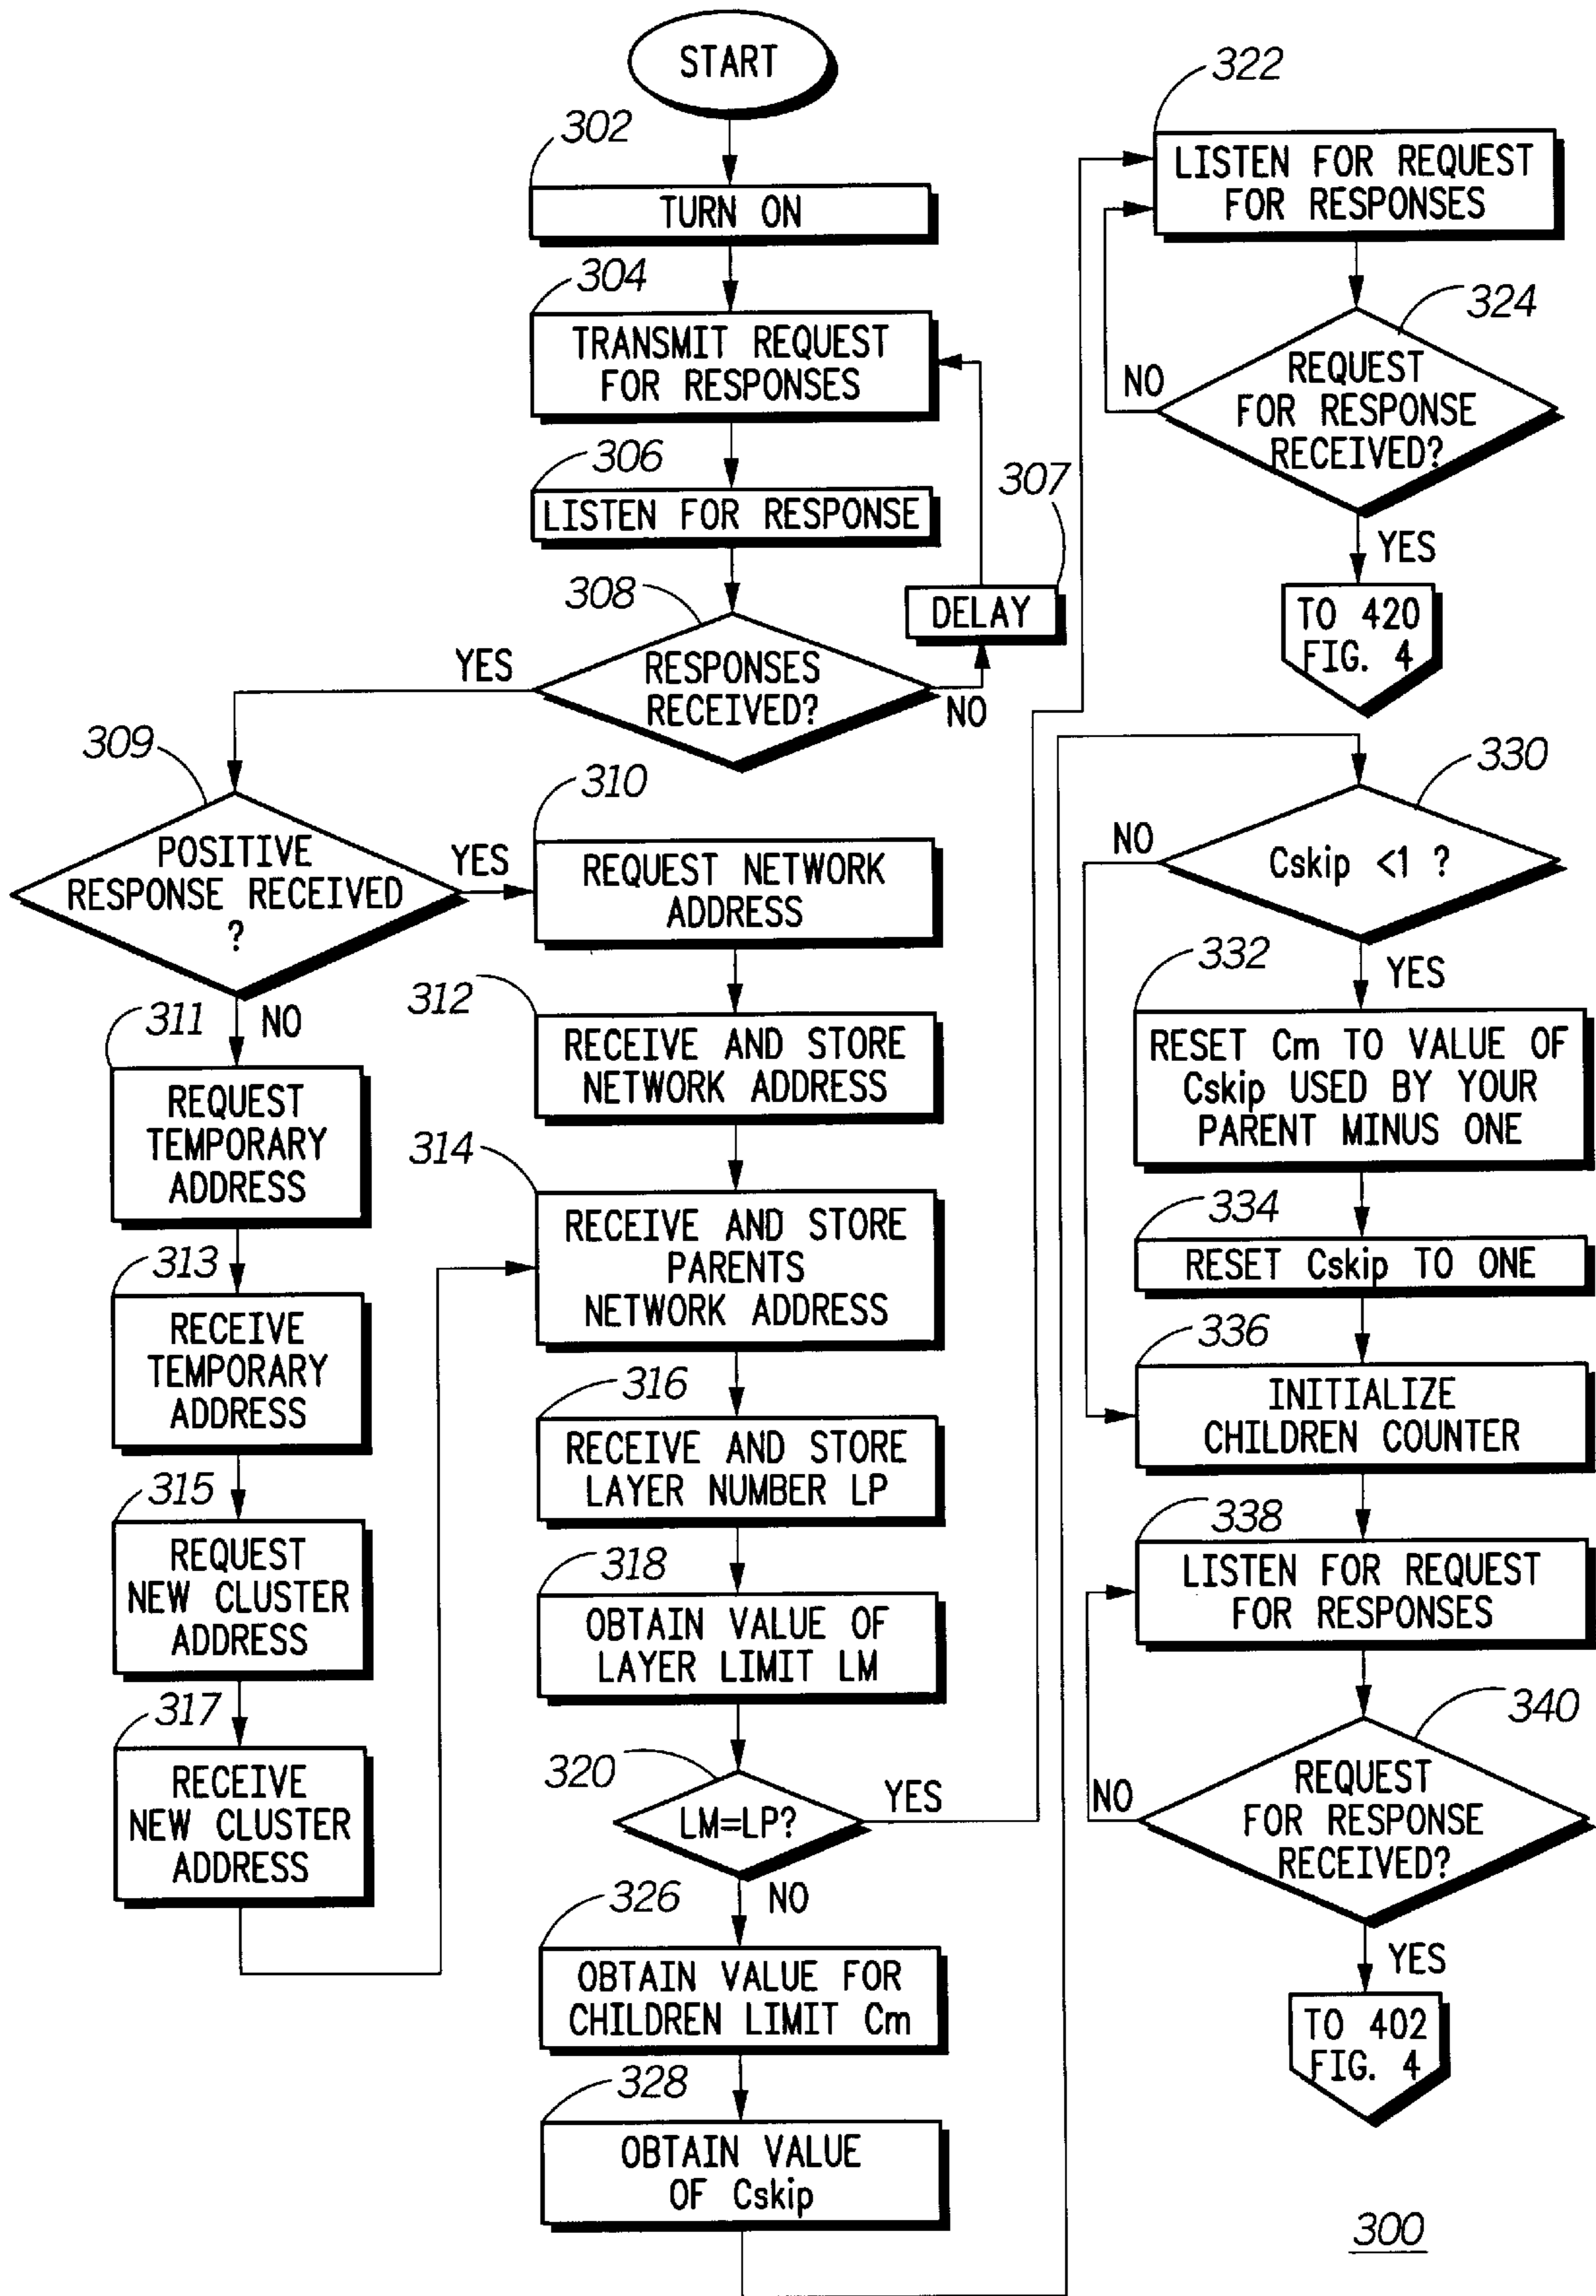 START
302
TURN ON
304
TRANSMIT REQUEST
FOR RESPONSES
306
LISTEN FOR RESPONSE
307
DELAY
308
RESPONSES
RECEIVED?
YES
NO
309
POSITIVE
RESPONSE RECEIVED
?
YES
NO
311
REQUEST
TEMPORARY
ADDRESS
313
RECEIVE
TEMPORARY
ADDRESS
315
REQUEST
NEW CLUSTER
ADDRESS
317
RECEIVE
NEW CLUSTER
ADDRESS
310
REQUEST NETWORK
ADDRESS
312
RECEIVE AND STORE
NETWORK ADDRESS
314
RECEIVE AND STORE
PARENTS
NETWORK ADDRESS
316
RECEIVE AND STORE
LAYER NUMBER LP
318
OBTAIN VALUE OF
LAYER LIMIT LM
320
LM=LP?
YES
NO
326
OBTAIN VALUE FOR
CHILDREN LIMIT Cm
328
OBTAIN VALUE
OF Cskip
322
LISTEN FOR REQUEST
FOR RESPONSES
324
REQUEST
FOR RESPONSE
RECEIVED?
NO
YES
TO 420
FIG. 4
330
Cskip <1 ?
NO
YES
332
RESET Cm TO VALUE OF
Cskip USED BY YOUR
PARENT MINUS ONE
334
RESET Cskip TO ONE
336
INITIALIZE
CHILDREN COUNTER
338
LISTEN FOR REQUEST
FOR RESPONSES
340
REQUEST
FOR RESPONSE
RECEIVED?
NO
YES
TO 402
FIG. 4
300